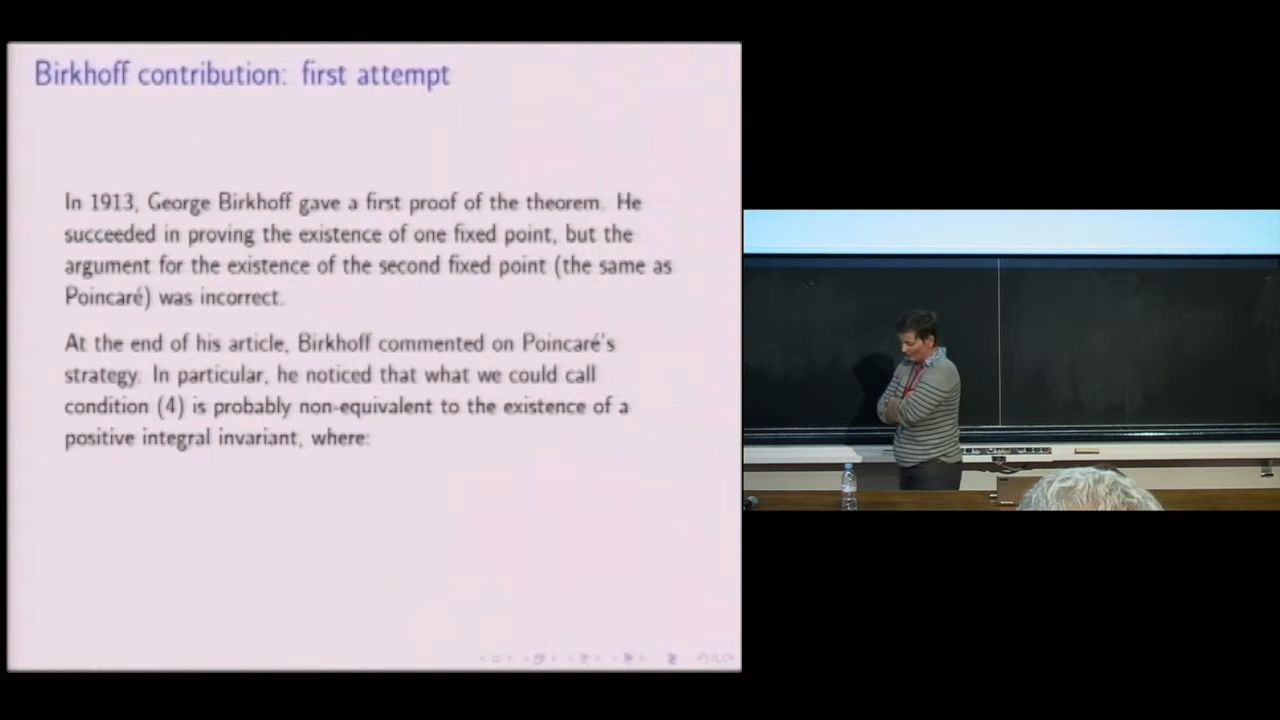 Birkhoff contribution: first attempt
In 1913, George Birkhoff gave a first proof of the theorem. He
succeeded in proving the existence of one fixed point, but the
argument for the existence of the second fixed point (the same as
Poincaré) was incorrect.
At the end of his article, Birkhoff commented on Poincaré's
strategy. In particular, he noticed that what we could call
condition (4) is probably non-equivalent to the existence of a
positive integral invariant, where: